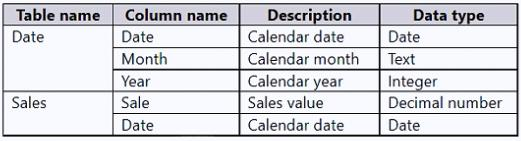 Table name Column name Description Data type
Date Date Calendar date Date
Month Calendar month Text
Year Calendar year Integer
Sales Sale Sales value Decimal number
Date Calendar date Date